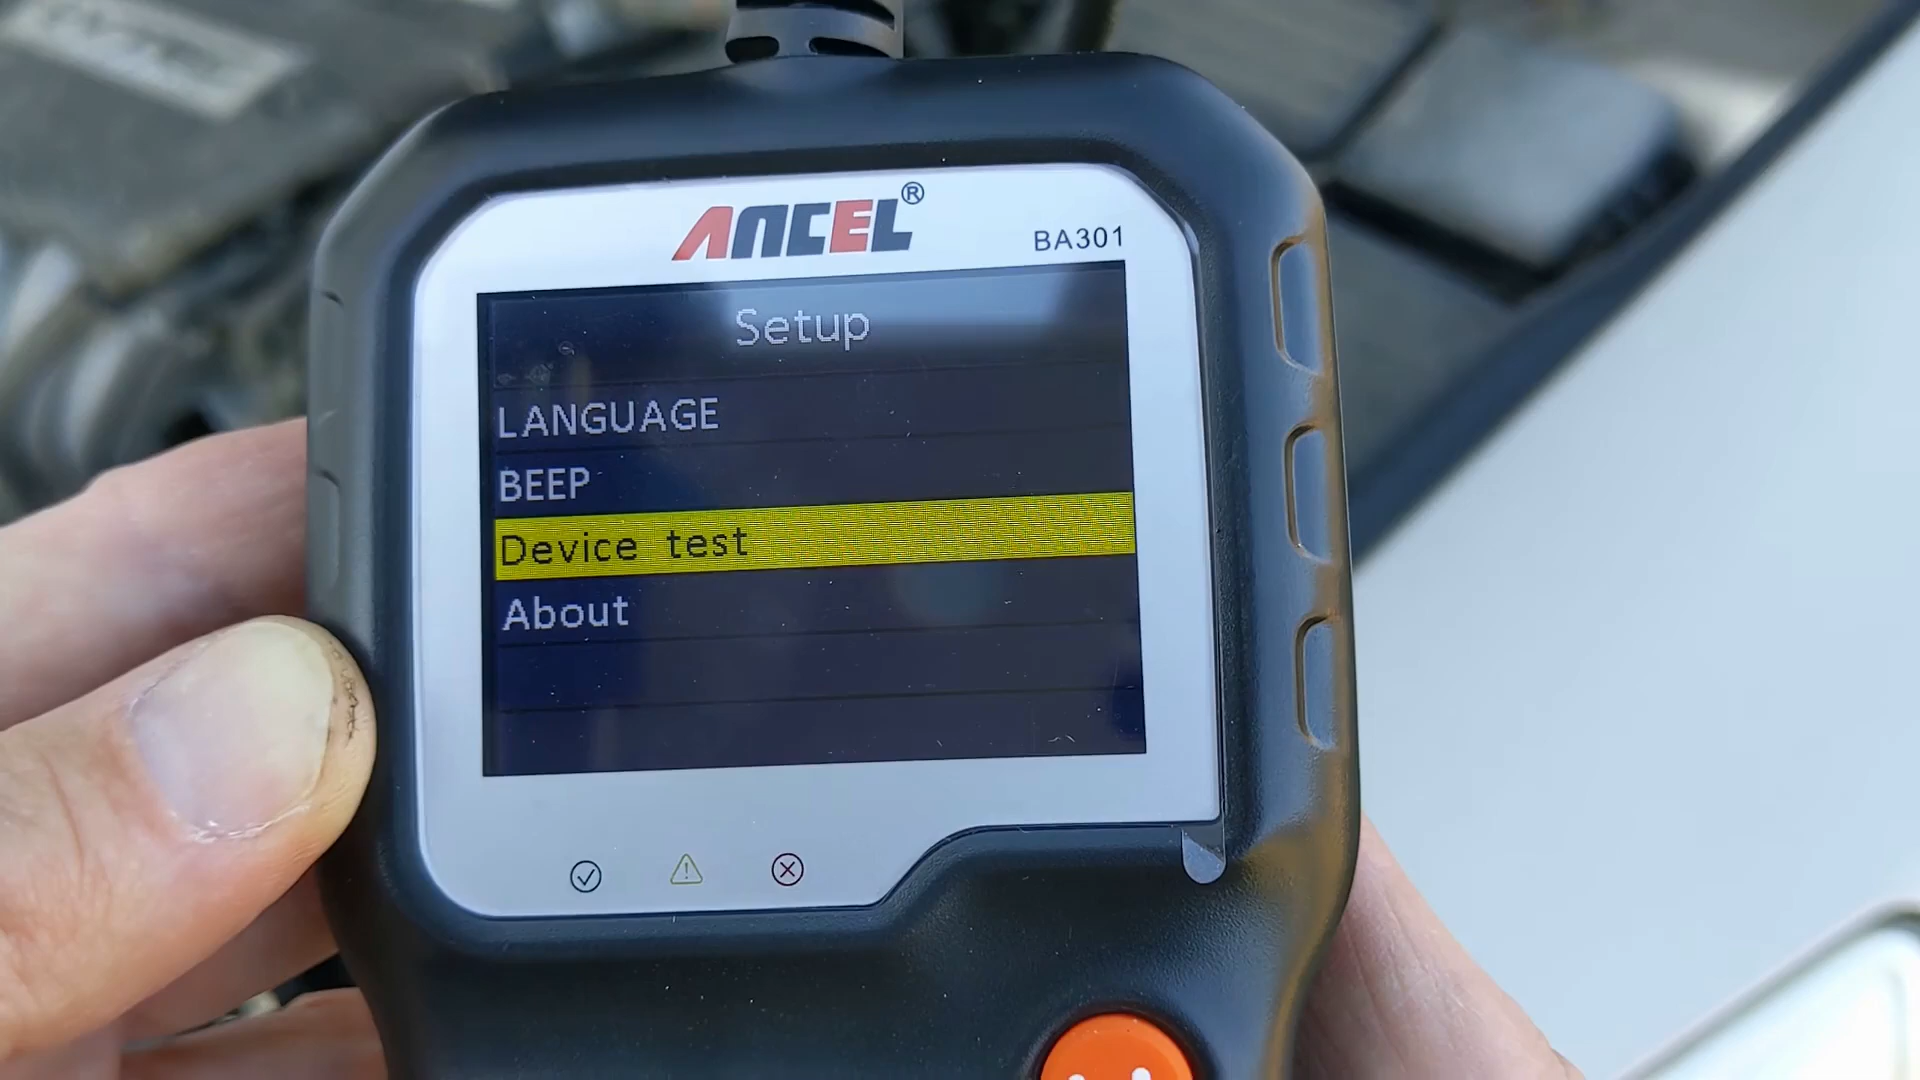 ANCEL®
BA301
Setup
LANGUAGE
BEEP
Device test
About